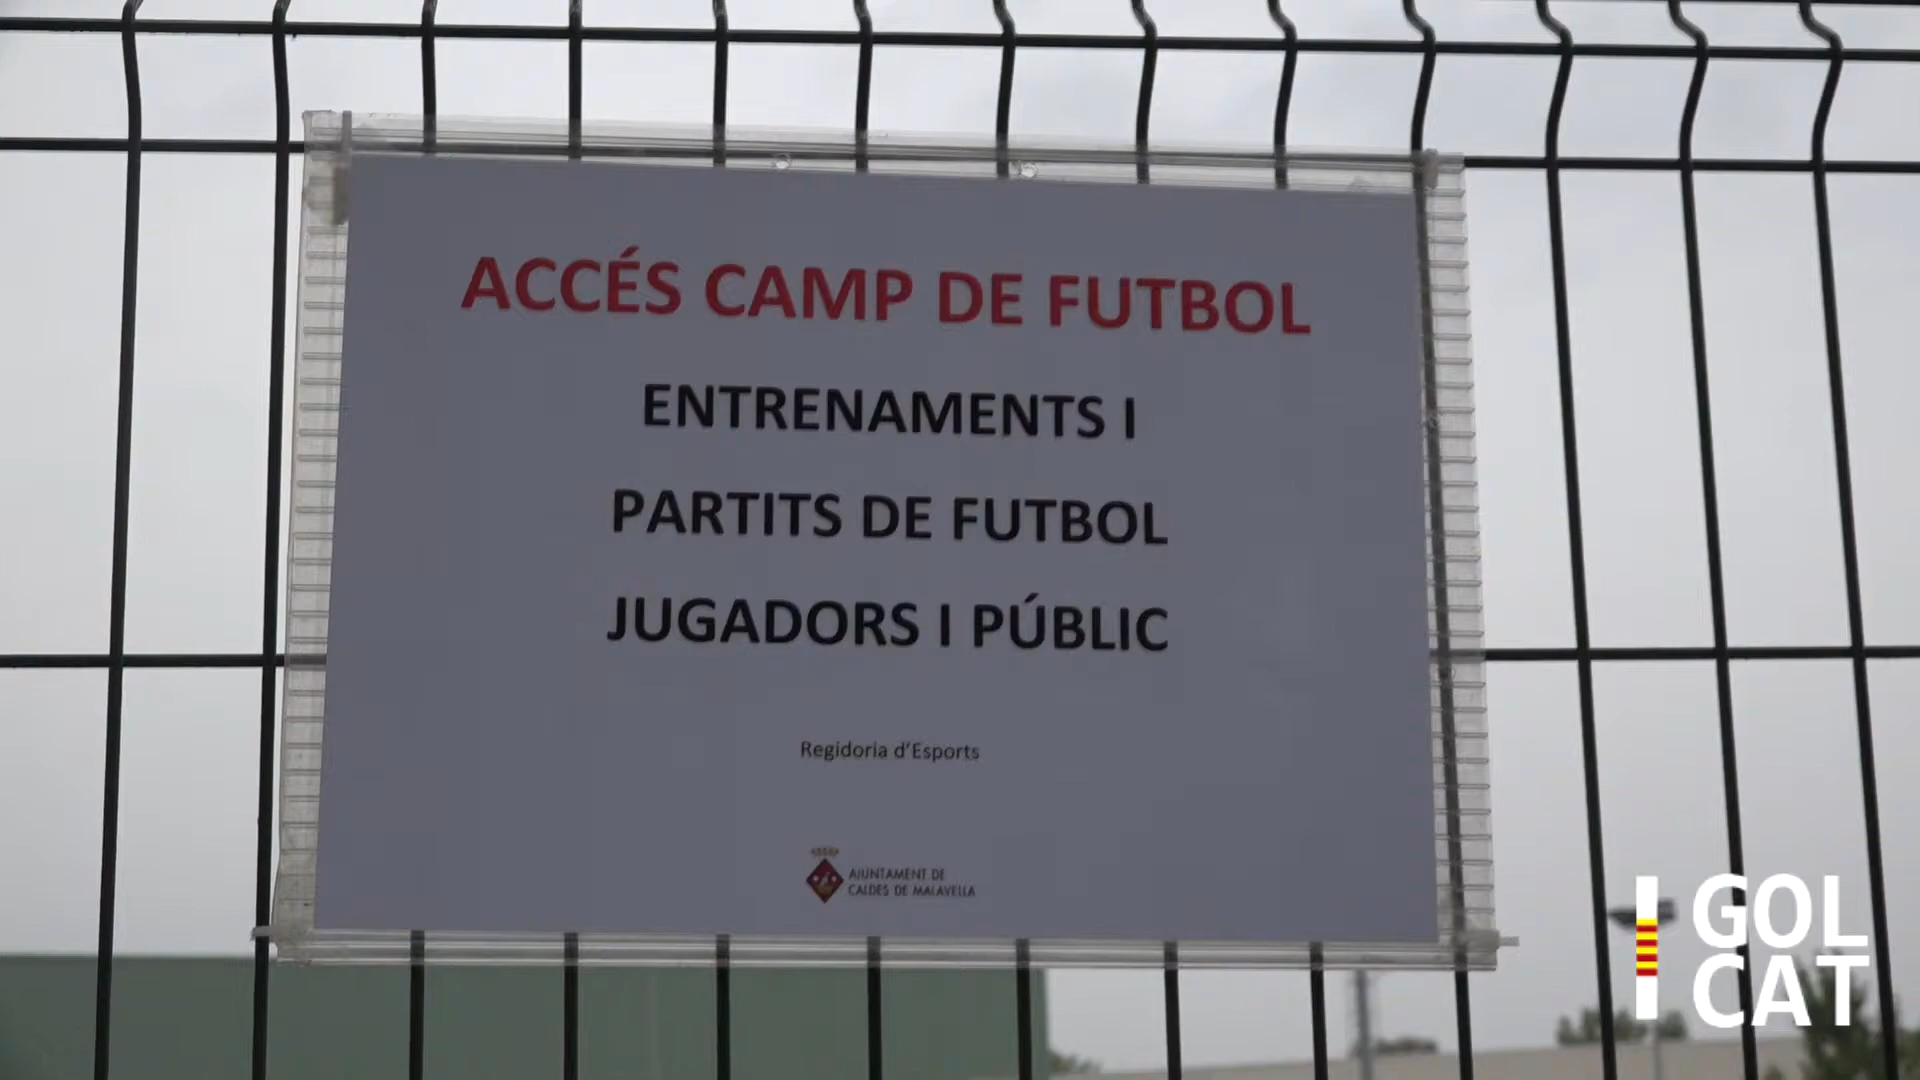 ACCÉS CAMP DE FUTBOL
ENTRENAMENTS I
PARTITS DE FUTBOL
JUGADORS I PÚBLIC
Regidoria d'Esports
AJUNTAMENT DE
CALDES DE MALAVELLA
GOL
CAT